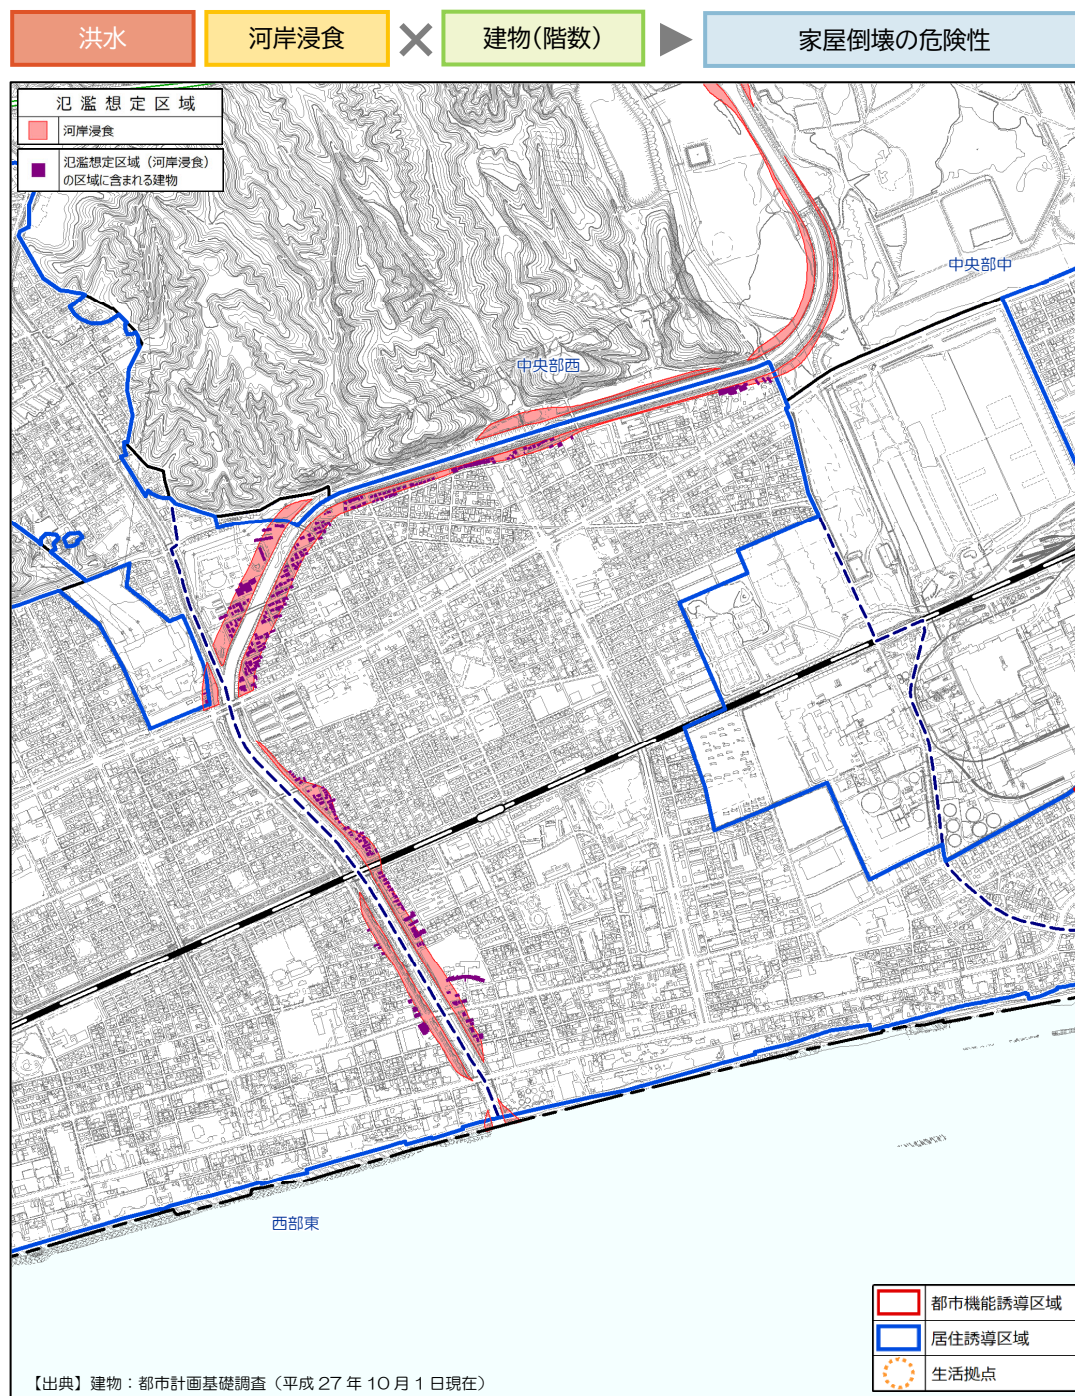 洪水
河岸浸食
建物(階数)
家屋倒壊の危険性
氾濫想定区域
河岸浸食
氾濫想定区域（河岸浸食）
の区域に含まれる建物
中央部中
中央部西
西部東
都市機能誘導区域
居住誘導区域
生活拠点
【出典】建物：都市計画基礎調査（平成27年10月1日現在）